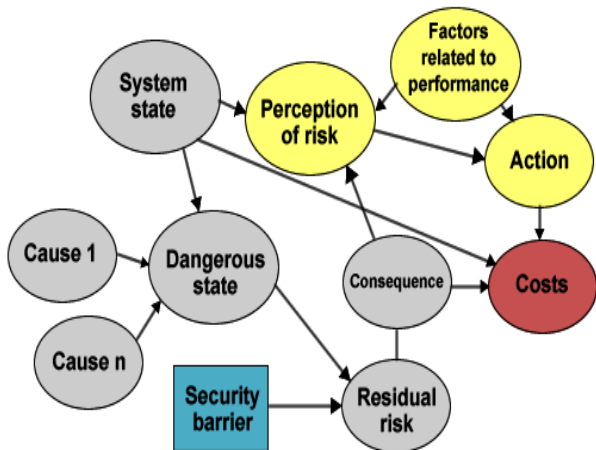 Factors
related to
performance
System
state
Perception
of risk
Action
Cause 1
Dangerous
state
Consequence
Costs
Cause n
Security
barrier
Residual
risk